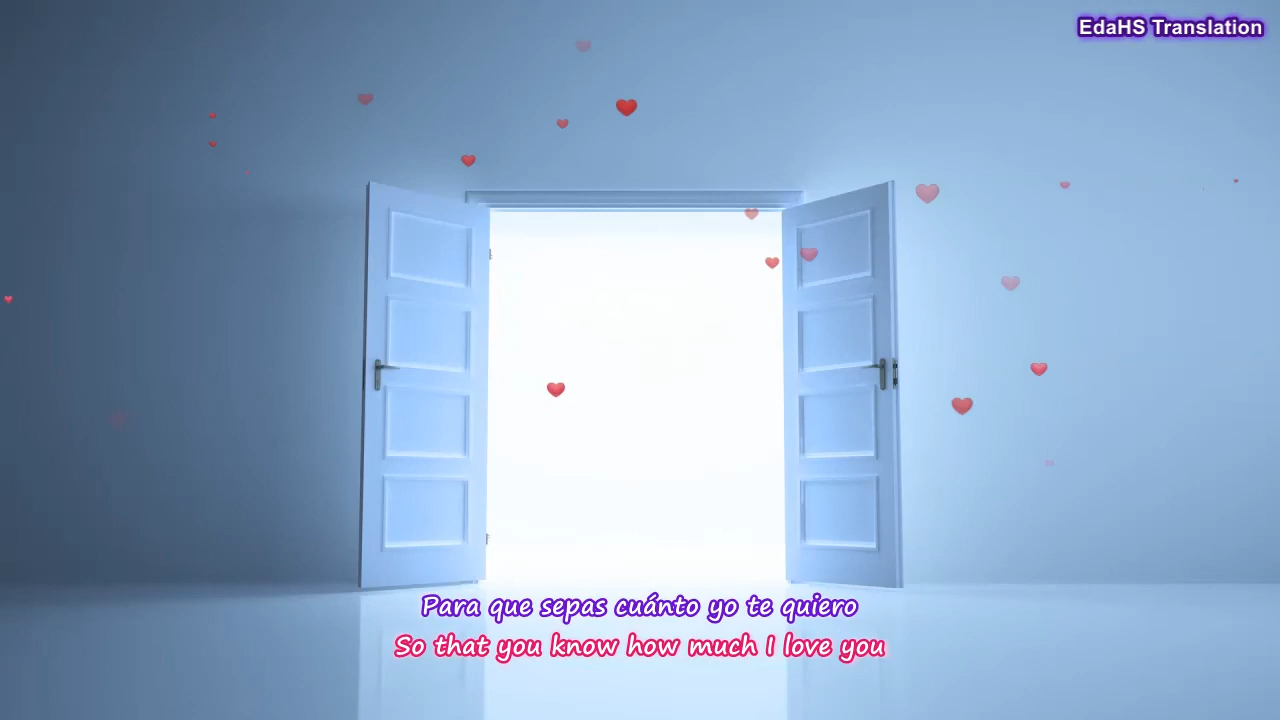 EdaHS Translation
Para que sepas cuánto yo te quiero
So that you know how much I love you